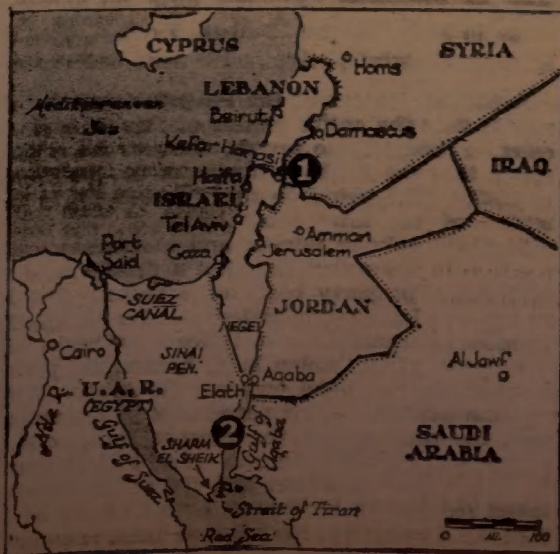 CYPRUS
SYRIA
Homs
LEBANON
Mediterranean
Sea
Beirut
Damascus
Kefar Hanasi
1
IRAQ
Haifa
ISRAEL
Tel Aviv
Amman
Jerusalem
Port
Said
Gaza
SUEZ
CANAL
JORDAN
NEGEV
Cairo
SINAI
PEN.
Al Jawf
Aqaba
Elath
U.A.R.
(EGYPT)
Nile R.
Gulf of Suez
2
Gulf of
Aqaba
SHARM
EL SHEIK
SAUDI
ARABIA
Strait of Tiran
Red Sea
0 MI. 100